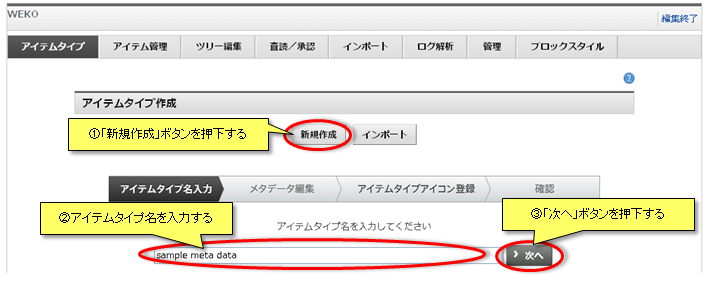 WEKO
編集終了
アイテムタイプ アイテム管理 ツリー編集 査読／承認 インポート ログ解析 管理 ブロックスタイル
?
アイテムタイプ作成
①「新規作成」ボタンを押下する
新規作成 インポート
アイテムタイプ名入力 メタデータ編集 アイテムタイプアイコン登録 確認
②アイテムタイプ名を入力する
③「次へ」ボタンを押下する
アイテムタイプ名を入力してください
sample meta data
次へ